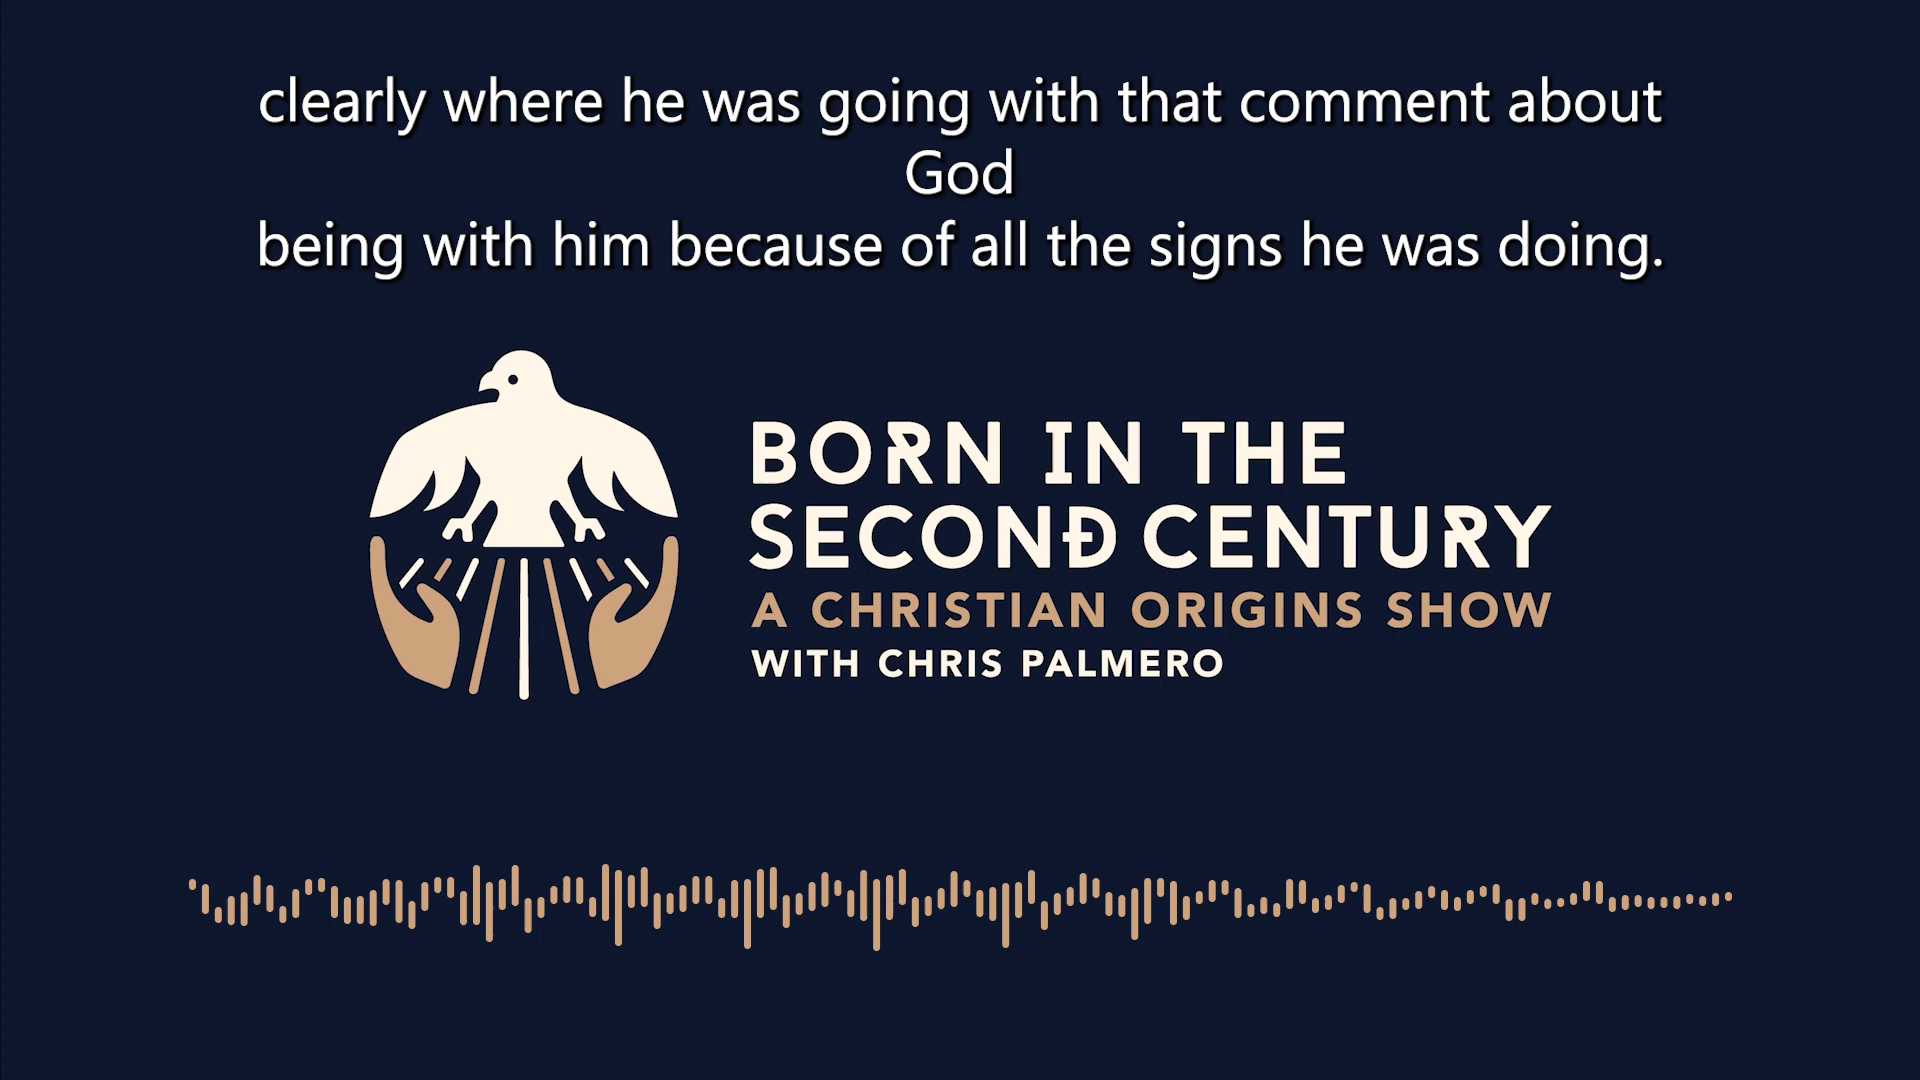 clearly where he was going with that comment about
God
being with him because of all the signs he was doing.
BORN IN THE
SECOND CENTURY
A CHRISTIAN ORIGINS SHOW
WITH CHRIS PALMERO